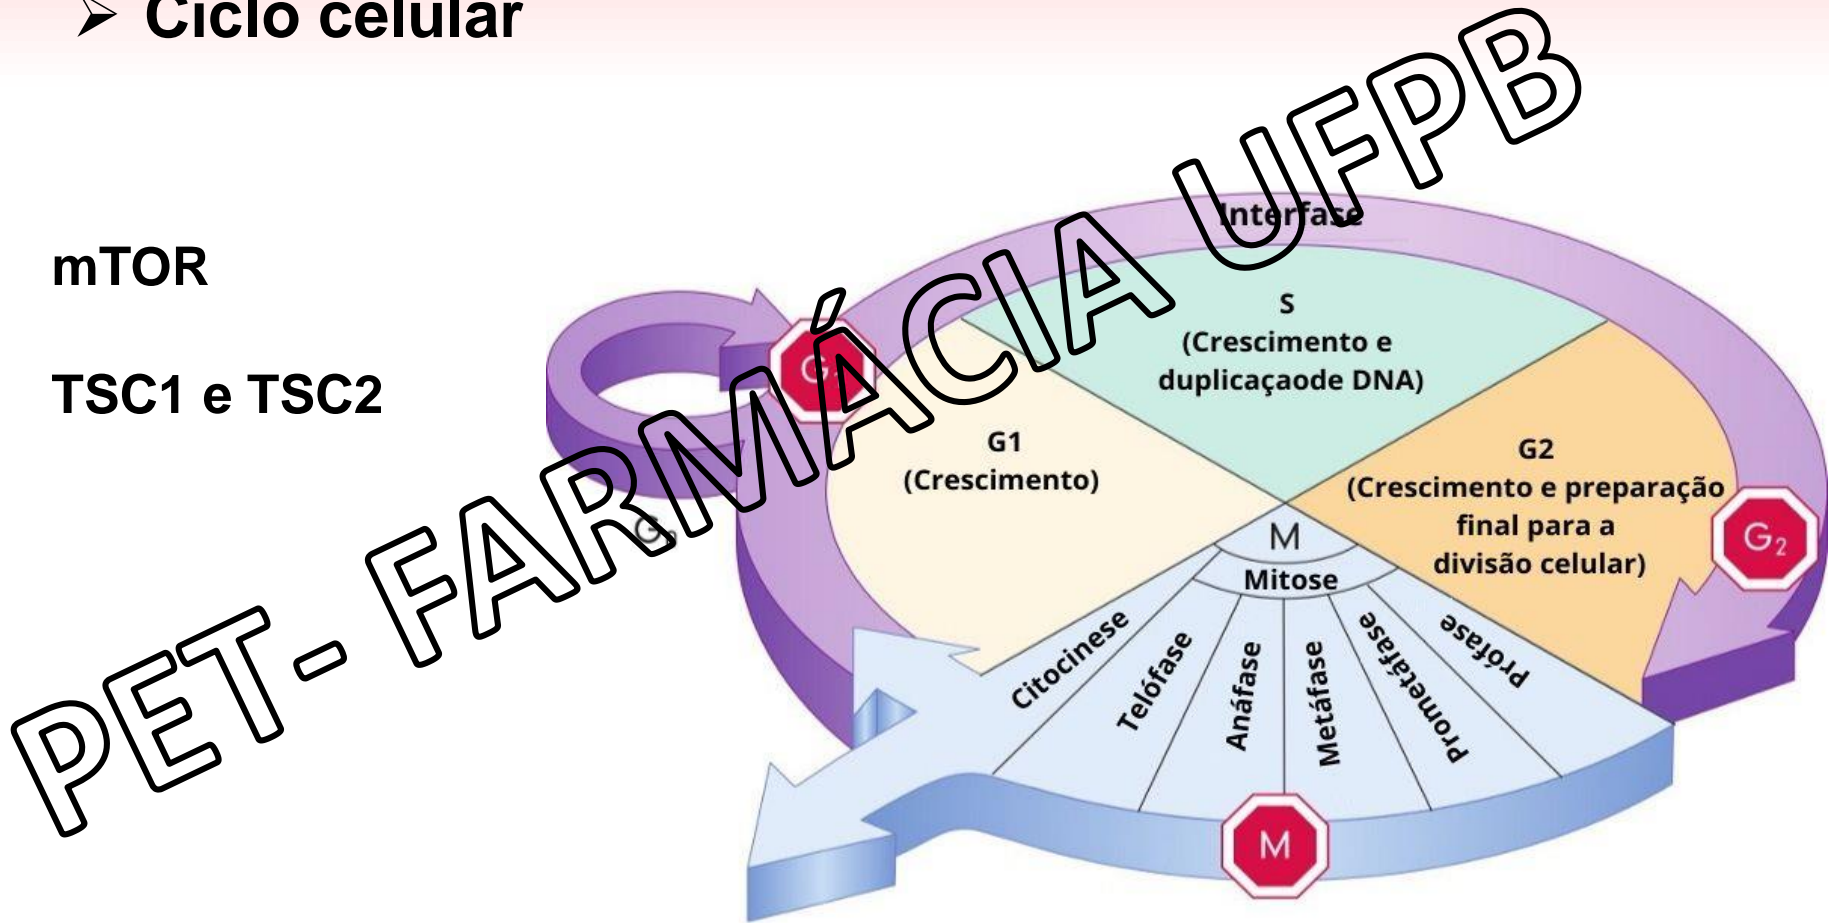 ➤ Ciclo celular
mTOR
TSC1 e TSC2
PET- FARMÁCIA UFPB
Interfase
S
(Crescimento e
duplicaçaode DNA)
G1
(Crescimento)
G2
(Crescimento e preparação
final para a
divisão celular)
G₂
G₀
M
Mitose
Citocinese
Telófase
Anáfase
Metáfase
Prometáfase
Prófase
M